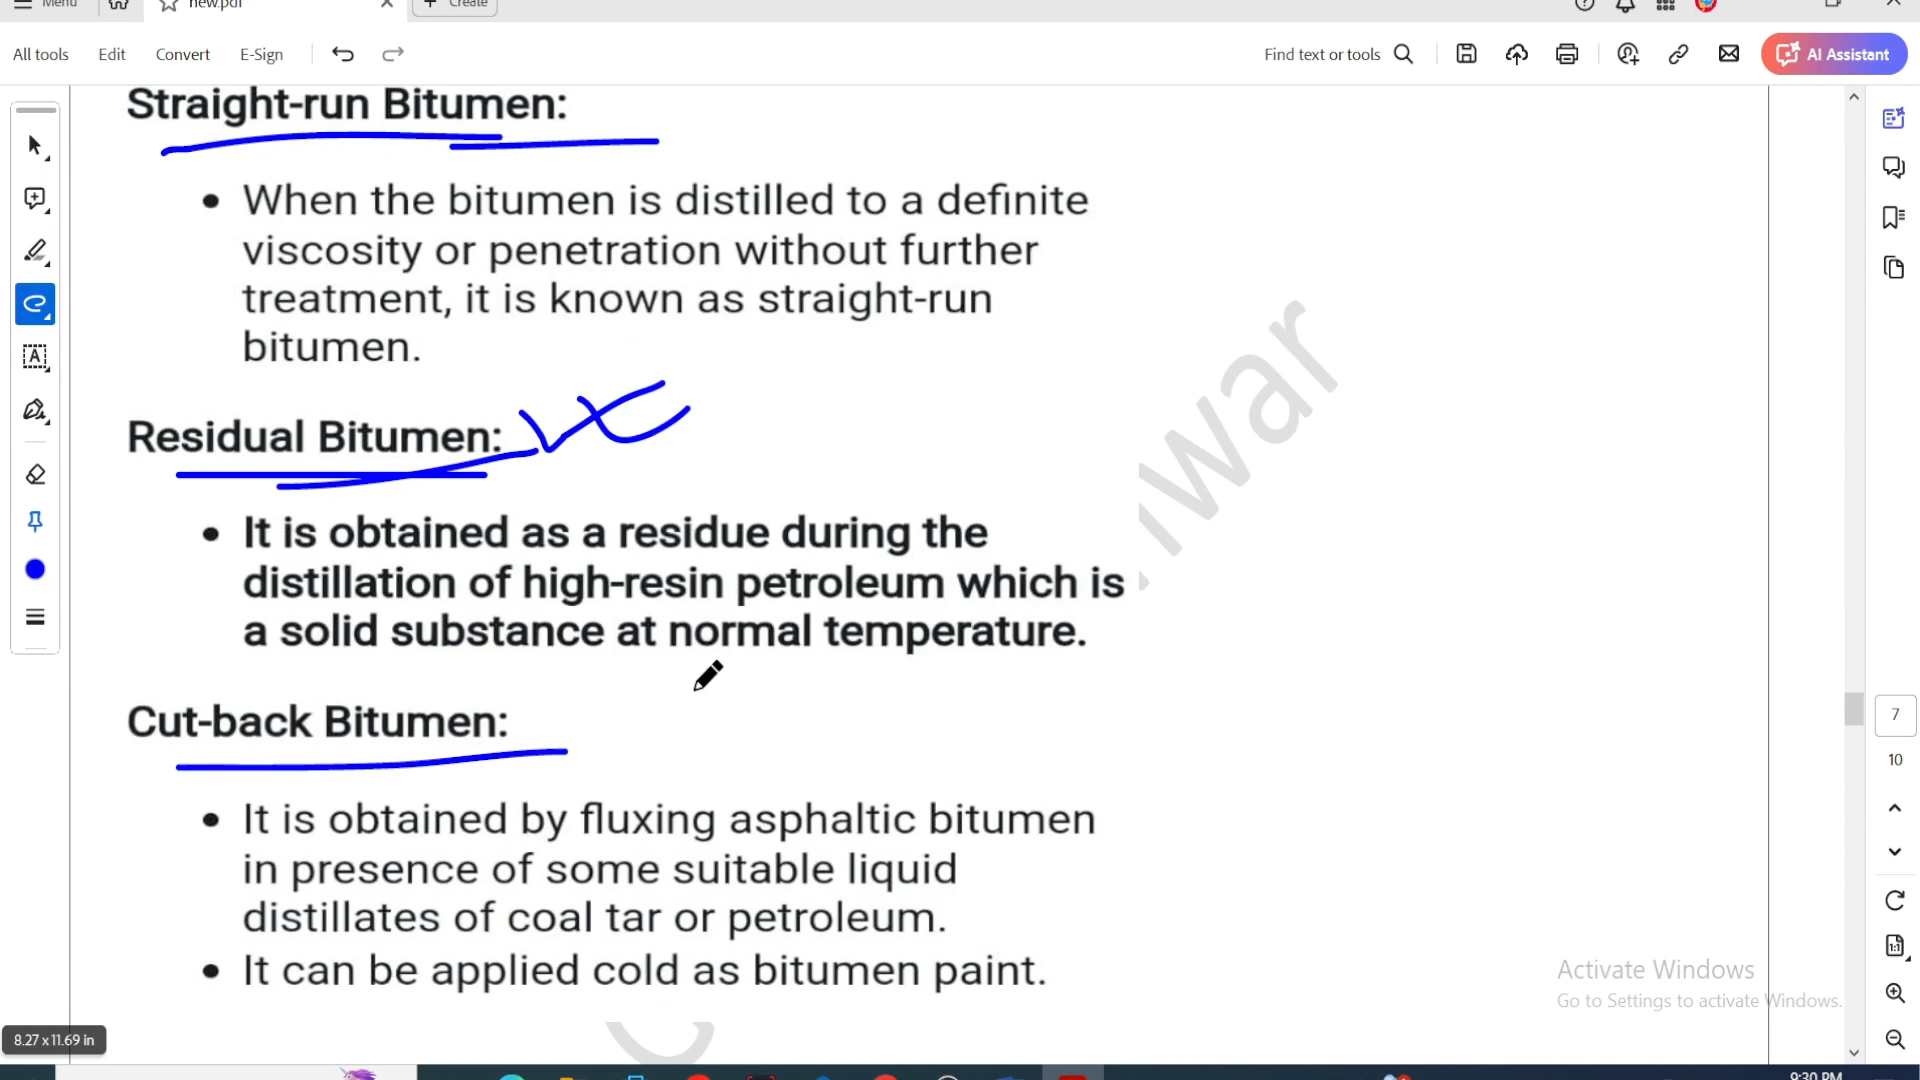 Menu
new.pdf
Create
All tools
Edit
Convert
E-Sign
Find text or tools
AI Assistant
Straight-run Bitumen:
• When the bitumen is distilled to a definite
viscosity or penetration without further
treatment, it is known as straight-run
bitumen.
Residual Bitumen:
• It is obtained as a residue during the
distillation of high-resin petroleum which is
a solid substance at normal temperature.
Cut-back Bitumen:
• It is obtained by fluxing asphaltic bitumen
in presence of some suitable liquid
distillates of coal tar or petroleum.
• It can be applied cold as bitumen paint.
7
10
Activate Windows
Go to Settings to activate Windows.
8.27 x 11.69 in
9:30 PM